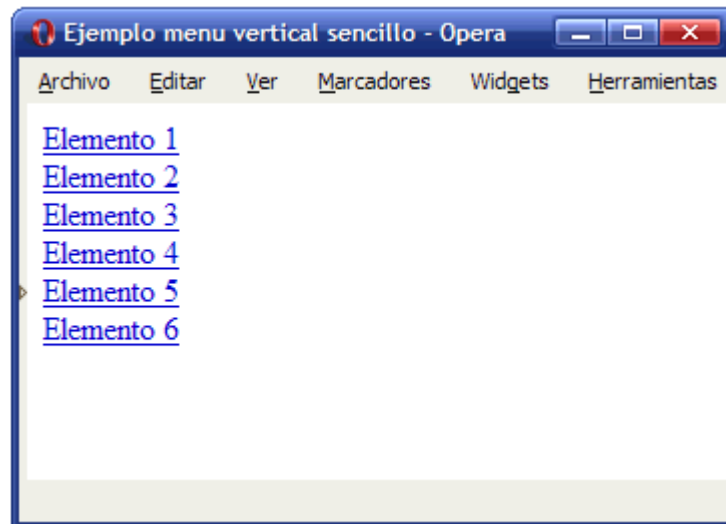 Ejemplo menu vertical sencillo - Opera
Archivo Editar Ver Marcadores Widgets Herramientas
Elemento 1
Elemento 2
Elemento 3
Elemento 4
Elemento 5
Elemento 6